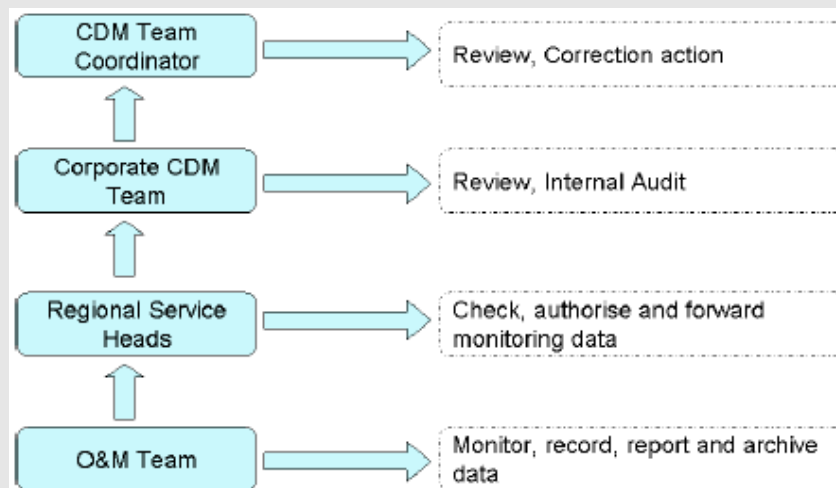 CDM Team
Coordinator
Review, Correction action
Corporate CDM
Team
Review, Internal Audit
Regional Service
Heads
Check, authorise and forward
monitoring data
O&M Team
Monitor, record, report and archive
data